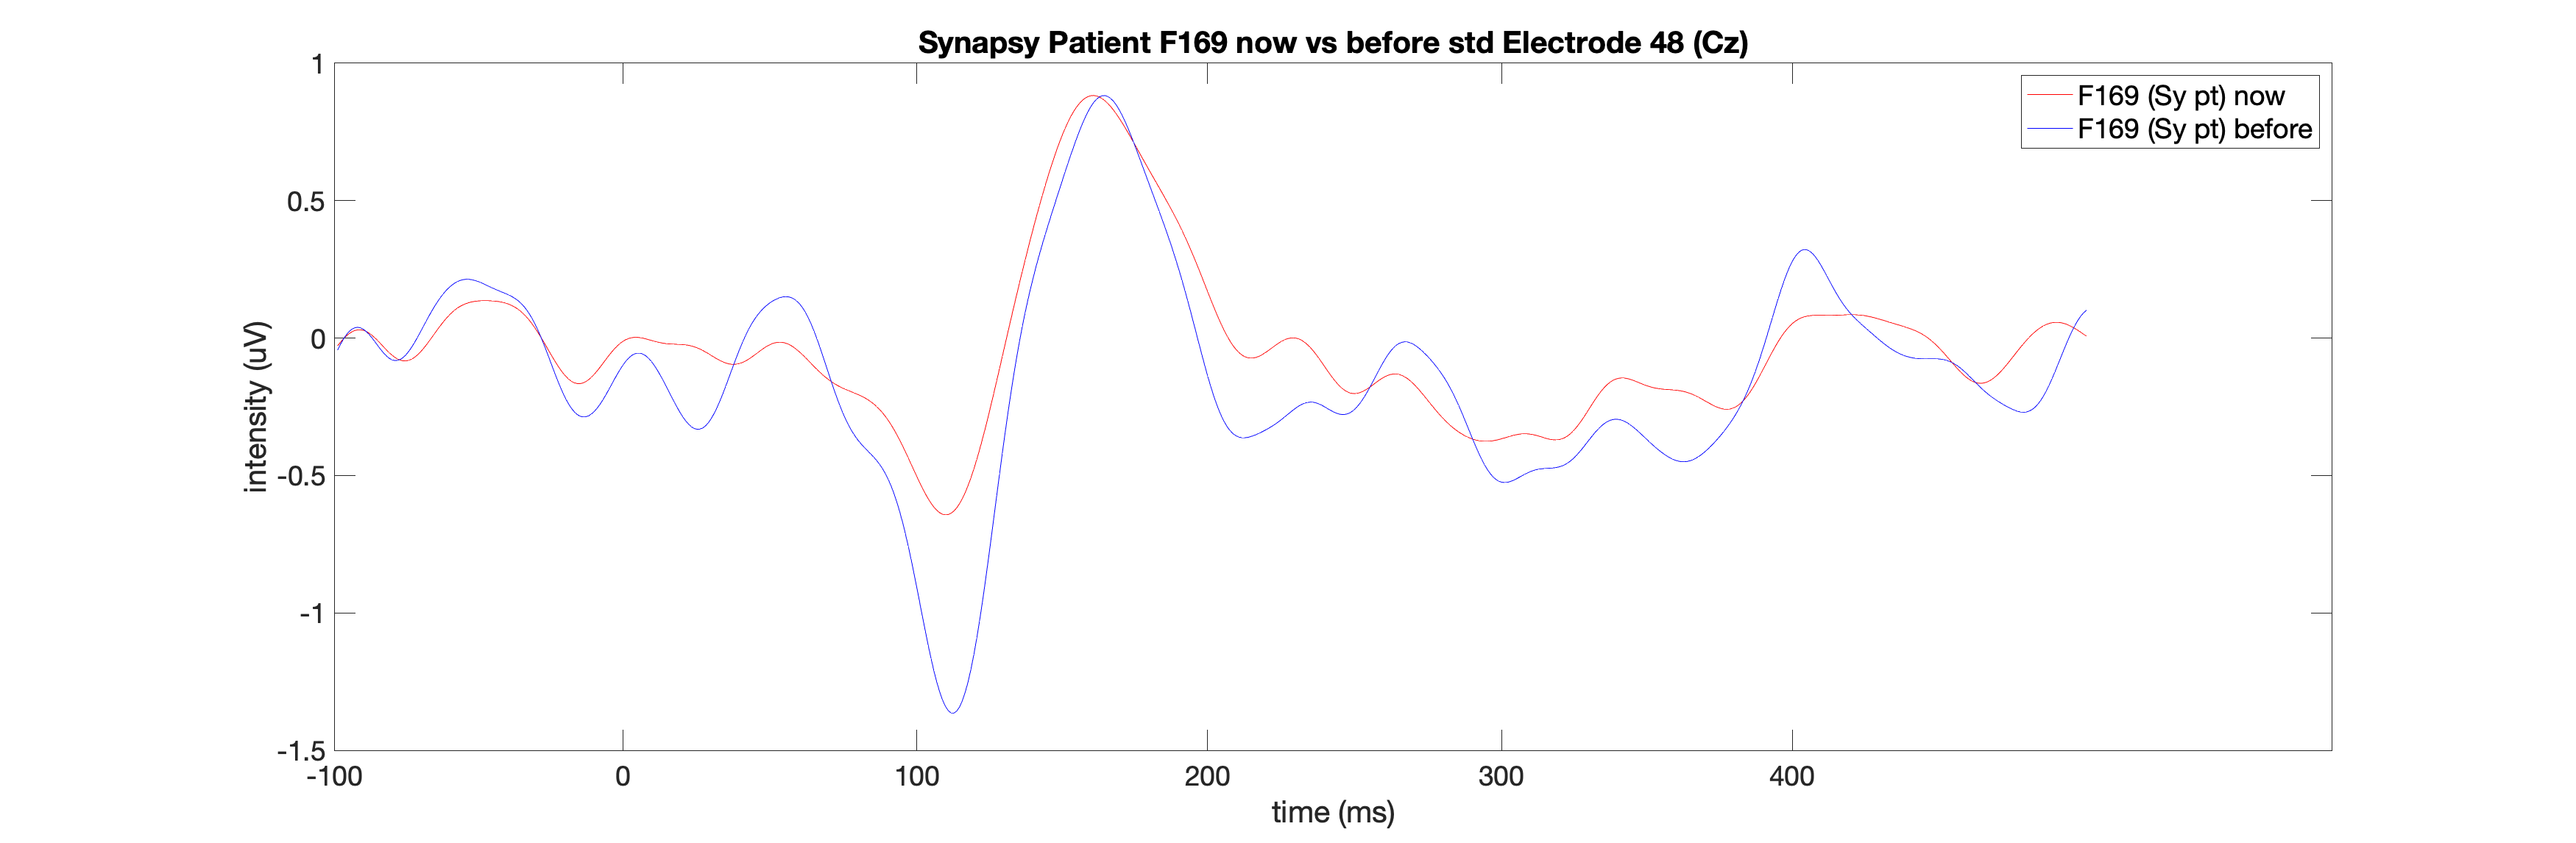 Synapsy Patient F169 now vs before std Electrode 48 (Cz)
F169 (Sy pt) now
F169 (Sy pt) before
intensity (uV)
1
0.5
0
-0.5
-1
-1.5
-100 0 100 200 300 400
time (ms)